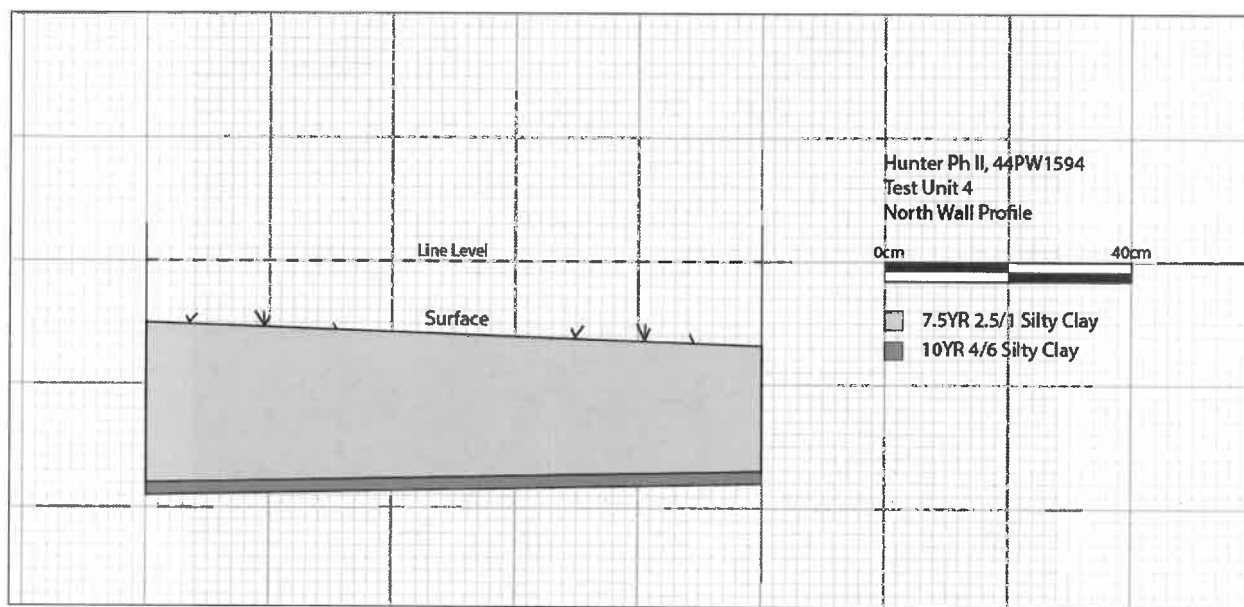 Hunter Ph II, 44PW1594
Test Unit 4
North Wall Profile
Line Level
0cm 40cm
Surface
7.5YR 2.5/1 Silty Clay
10YR 4/6 Silty Clay